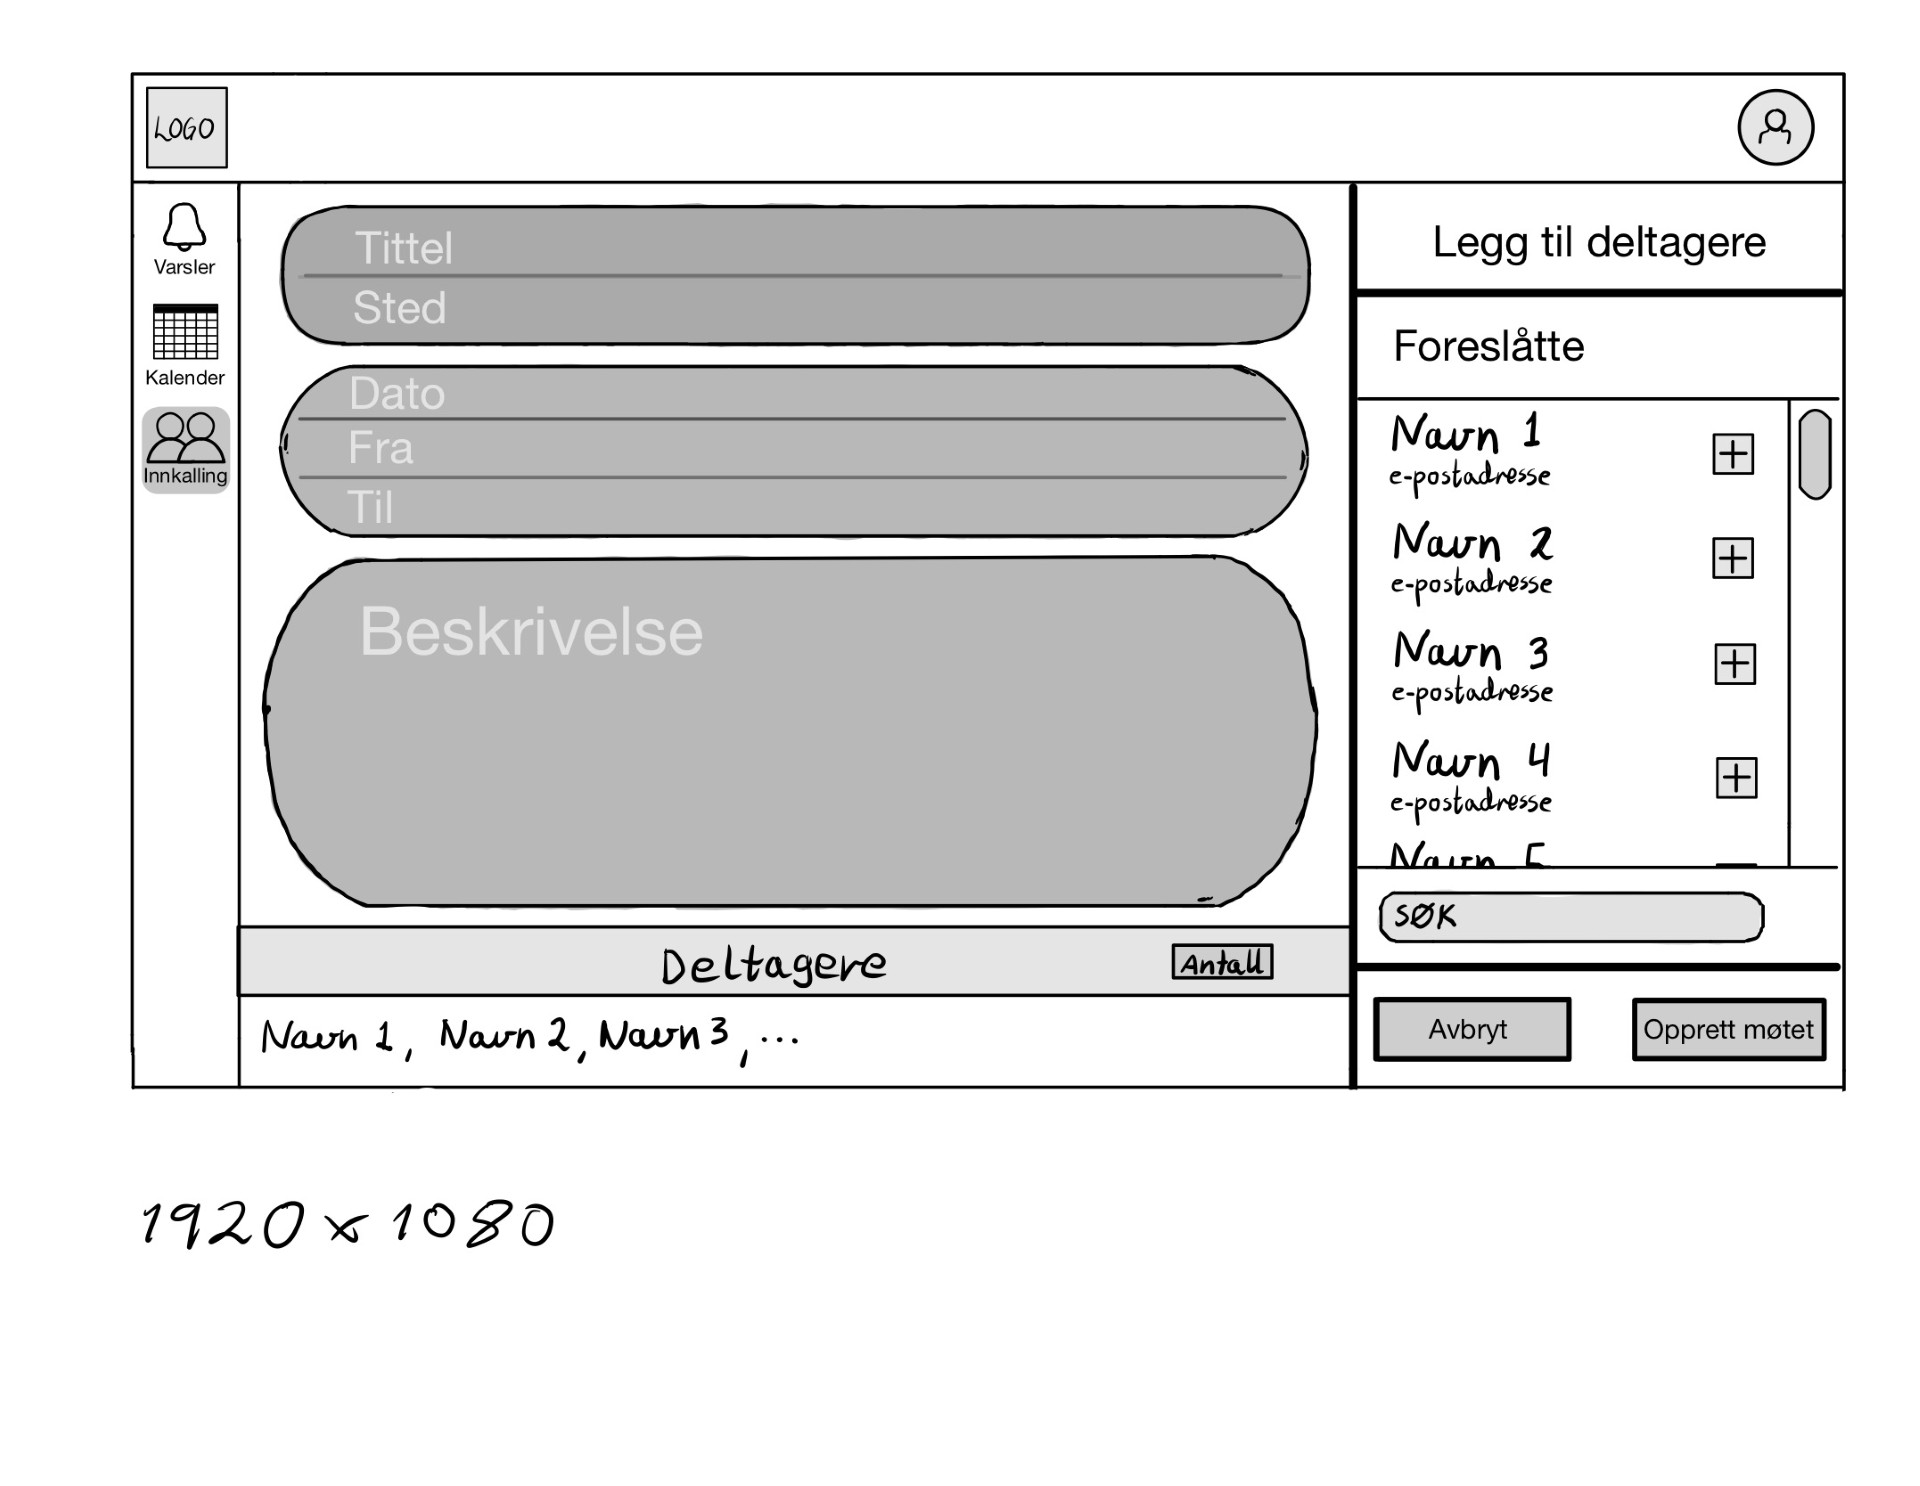 LOGO
Varsler
Kalender
Innkalling
Tittel
Sted
Dato
Fra
Til
Beskrivelse
Deltagere
Antall
Navn 1, Navn 2, Navn 3, ...
Legg til deltagere
Foreslåtte
Navn 1
e-postadresse
Navn 2
e-postadresse
Navn 3
e-postadresse
Navn 4
e-postadresse
Navn 5
SØK
Avbryt
Opprett møtet
1920 x 1080